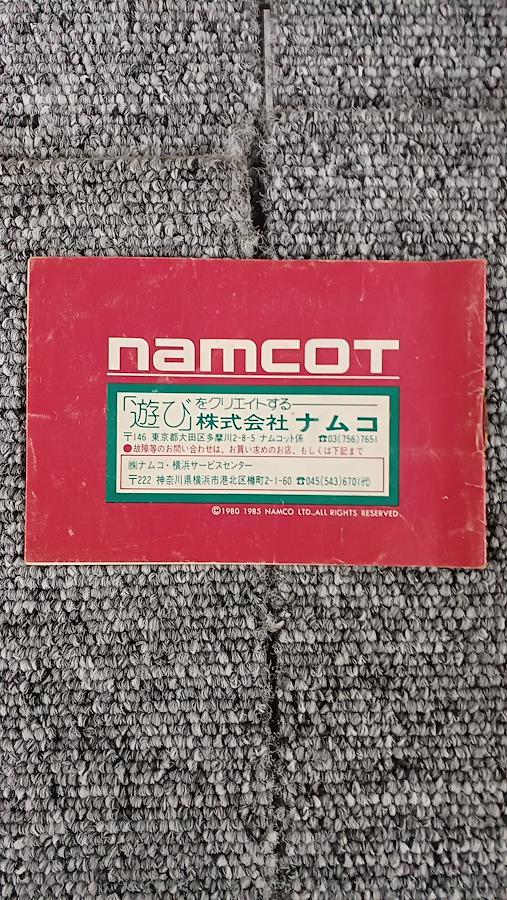 namcot
「遊び」をクリエイトする
株式会社 ナムコ
〒146 東京都大田区多摩川2-8-5 ナムコット係 ☎03(756)7651
●故障等のお問い合わせは、お買い求めのお店、もしくは下記まで
㈱ナムコ・横浜サービスセンター
〒222 神奈川県横浜市港北区樽町2-1-60 ☎045(543)6701㈹
©1980 1985 NAMCO LTD.,ALL RIGHTS RESERVED